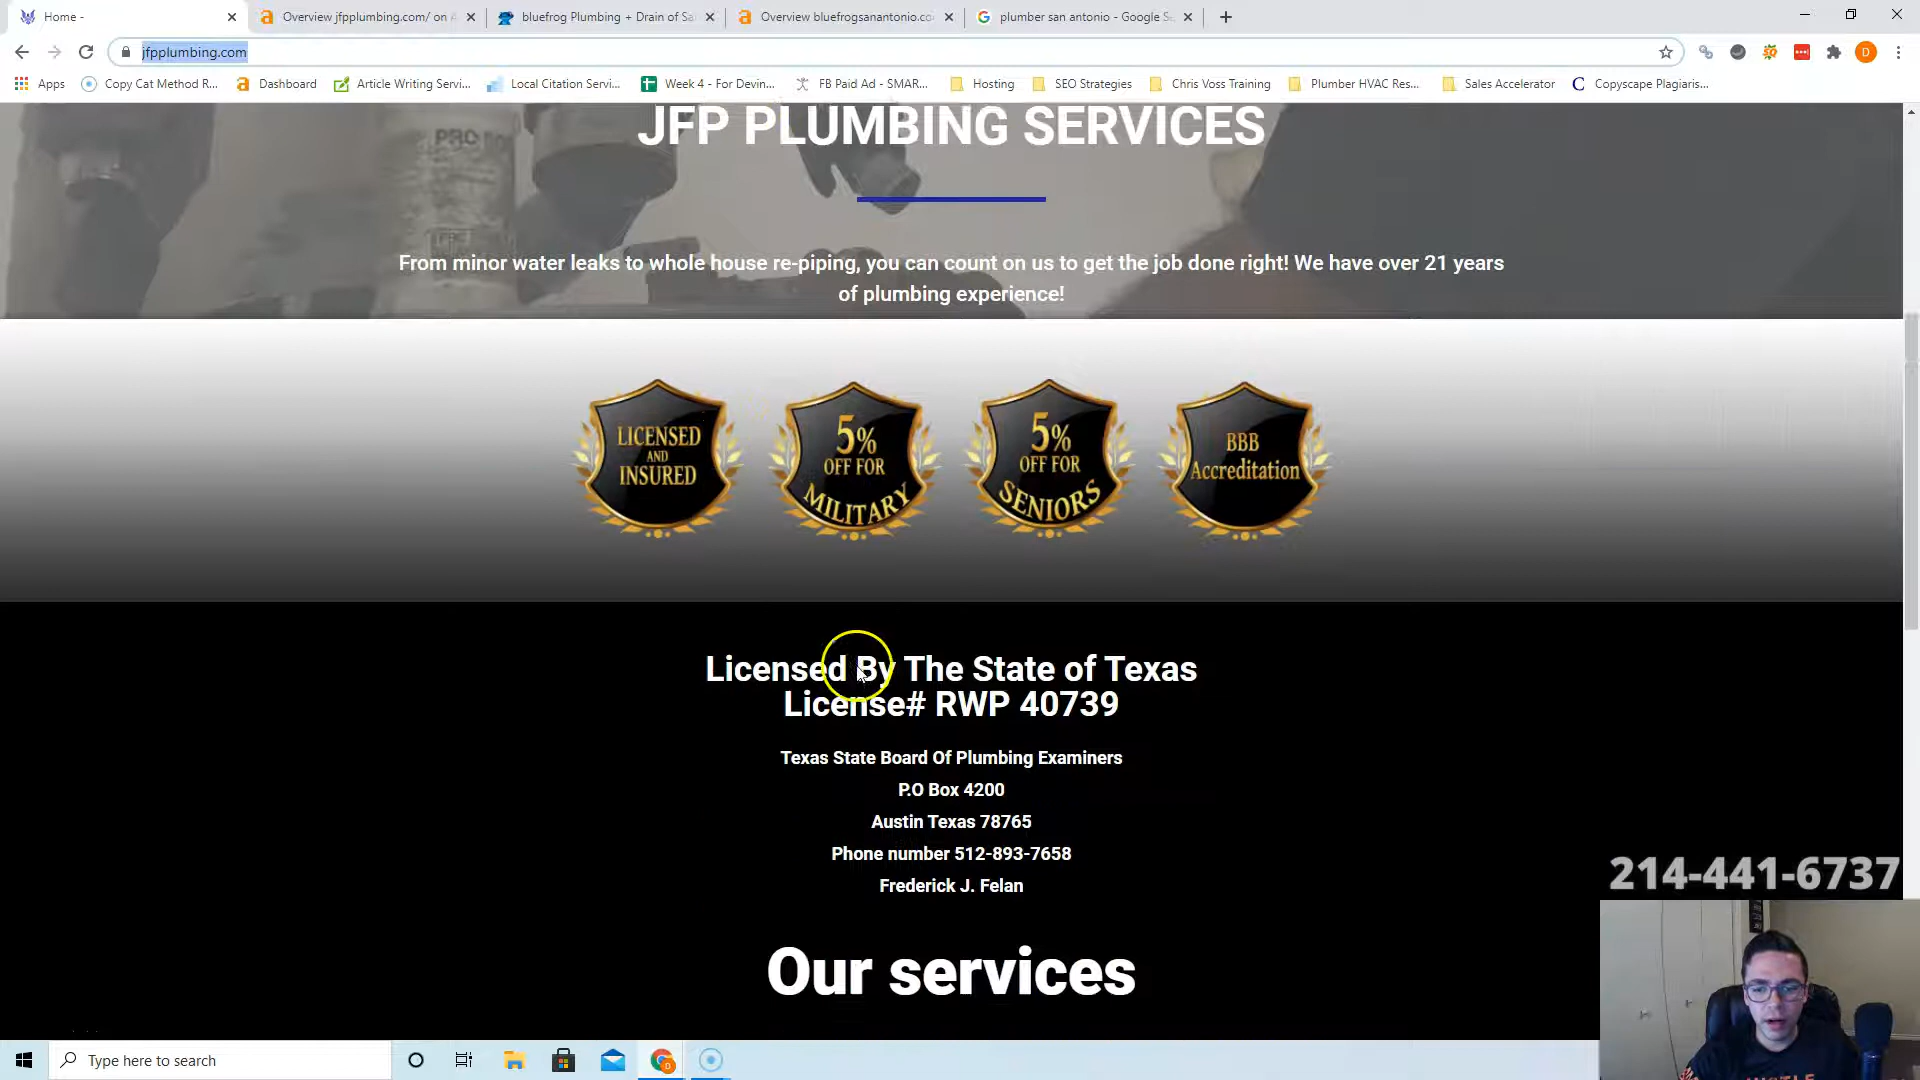 Home -
Overview jfpplumbing.com/ on A
bluefrog Plumbing + Drain of Sa
Overview bluefrogsanantonio.co
plumber san antonio - Google Se
jfpplumbing.com
Apps
Copy Cat Method R...
Dashboard
Article Writing Servi...
Local Citation Servi...
Week 4 - For Devin...
FB Paid Ad - SMAR...
Hosting
SEO Strategies
Chris Voss Training
Plumber HVAC Res...
Sales Accelerator
Copyscape Plagiaris...
JFP PLUMBING SERVICES
From minor water leaks to whole house re-piping, you can count on us to get the job done right! We have over 21 years
of plumbing experience!
LICENSED
AND
INSURED
5%
OFF FOR
MILITARY
5%
OFF FOR
SENIORS
BBB
Accreditation
Licensed By The State of Texas
License# RWP 40739
Texas State Board Of Plumbing Examiners
P.O Box 4200
Austin Texas 78765
Phone number 512-893-7658
Frederick J. Felan
214-441-6737
Our services
Type here to search